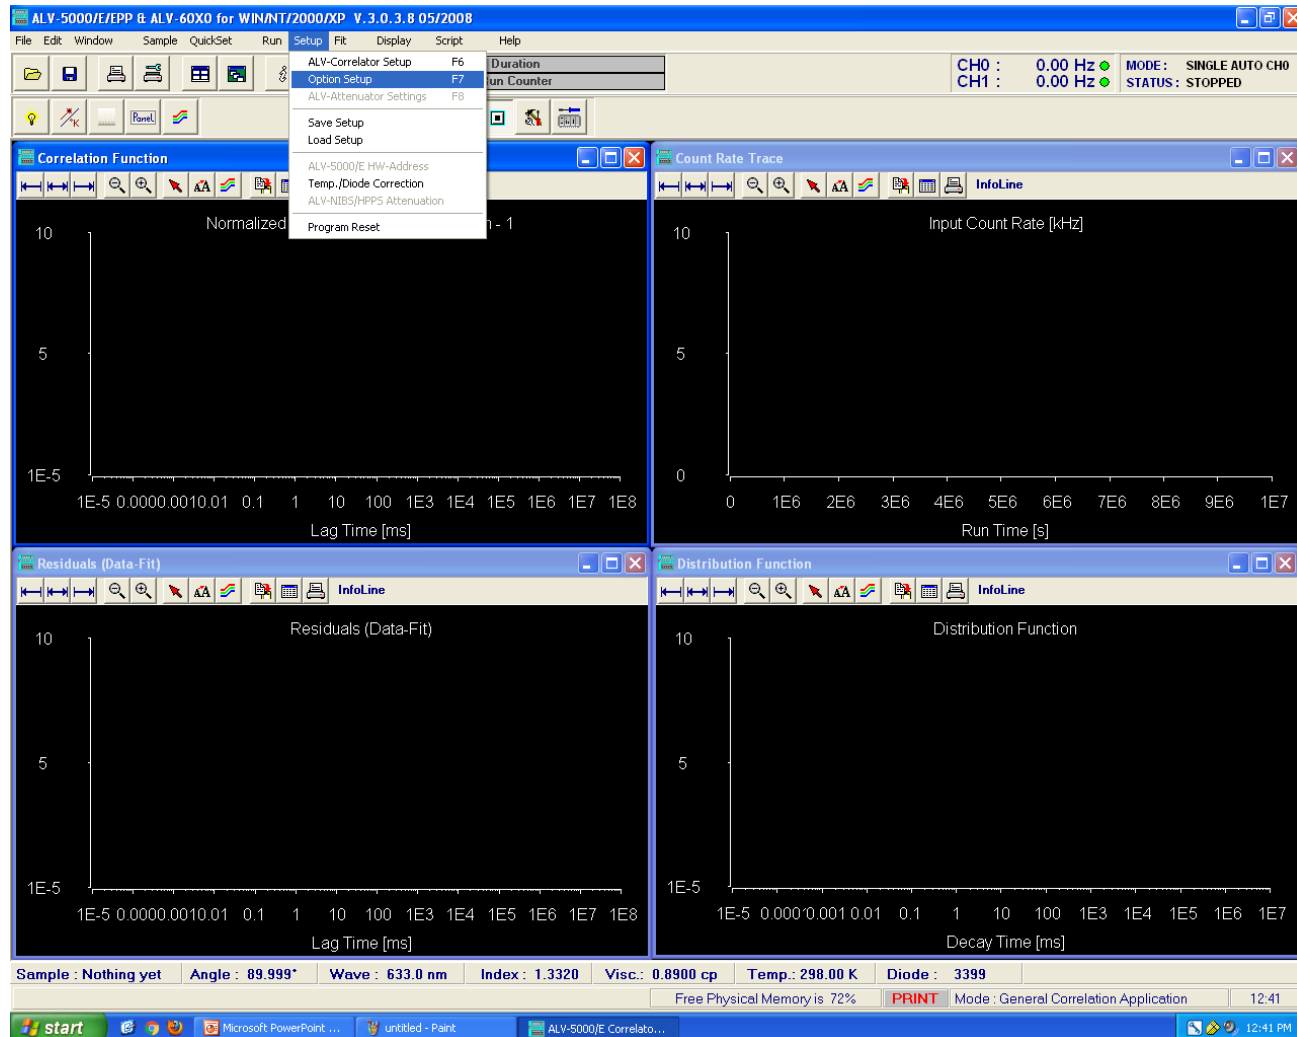 ALV-5000/E/EPP & ALV-60X0 for WIN/NT/2000/XP V.3.0.3.8 05/2008
File Edit Window Sample QuickSet Run Setup Fit Display Script Help
ALV-Correlator Setup F6
Option Setup F7
ALV-Attenuator Settings F8
Save Setup
Load Setup
ALV-5000/E HW-Address
Temp./Diode Correction
ALV-NIBS/HPPS Attenuation
Program Reset
Duration
un Counter
CH0 : 0.00 Hz
CH1 : 0.00 Hz
MODE : SINGLE AUTO CH0
STATUS : STOPPED
Panel
Correlation Function
Normalized
n - 1
10
5
1E-5
1E-5 0.0000.0010.01 0.1 1 10 100 1E3 1E4 1E5 1E6 1E7 1E8
Lag Time [ms]
Count Rate Trace
InfoLine
Input Count Rate [kHz]
10
5
0
0 1E6 2E6 3E6 4E6 5E6 6E6 7E6 8E6 9E6 1E7
Run Time [s]
Residuals (Data-Fit)
InfoLine
Residuals (Data-Fit)
10
5
1E-5
1E-5 0.0000.0010.01 0.1 1 10 100 1E3 1E4 1E5 1E6 1E7 1E8
Lag Time [ms]
Distribution Function
InfoLine
Distribution Function
10
5
1E-5
1E-5 0.0001 0.001 0.01 0.1 1 10 100 1E3 1E4 1E5 1E6 1E7
Decay Time [ms]
Sample : Nothing yet Angle : 89.999° Wave : 633.0 nm Index : 1.3320 Visc.: 0.8900 cp Temp.: 298.00 K Diode : 3399
Free Physical Memory is 72% PRINT Mode : General Correlation Application 12:41
start Microsoft PowerPoint ... untitled - Paint ALV-5000/E Correlato... 12:41 PM